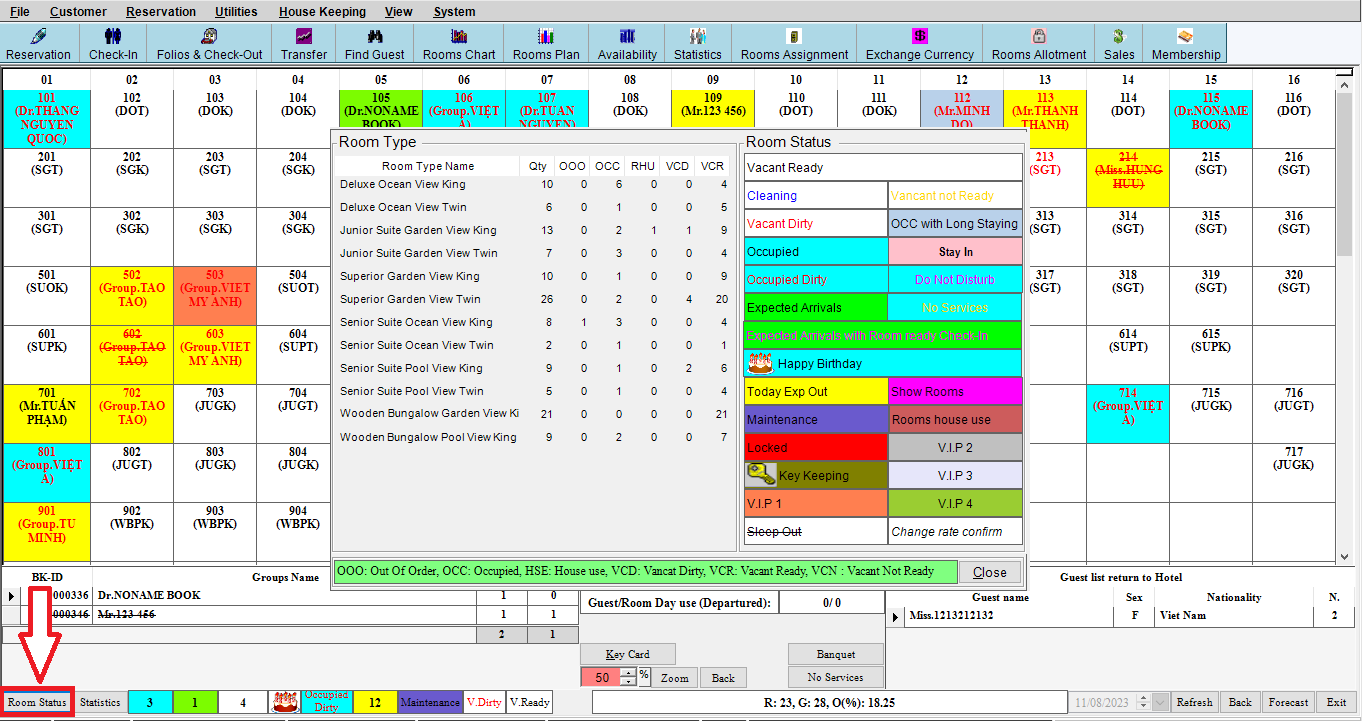 File Customer Reservation Utilities House Keeping View System
Reservation Check-In Folios & Check-Out Transfer Find Guest Rooms Chart Rooms Plan Availability Statistics Rooms Assignment Exchange Currency Rooms Allotment Sales Membership
01 02 03 04 05 06 07 08 09 10 11 12 13 14 15 16
101 102 103 104 105 106 107 108 109 110 111 112 113 114 115 116
(Dr.THANG (DOT) (DOK) (DOK) (Dr.NONAME (Group.VIỆT (Dr.TUAN (DOK) (Mr.123 456) (DOT) (DOK) (Mr.MINH (Mr.THANH (DOT) (Dr.NONAME (DOT)
NGUYEN BOOK) Á) NGUYEN) DO) THANH) BOOK)
QUOC)
201 202 203 204 213 214 215 216
(SGT) (SGK) (SGT) (SGK) (SGT) (Miss.HUNG (SGT) (SGT)
HUU)
301 302 303 304 313 314 315 316
(SGT) (SGK) (SGK) (SGK) (SGT) (SGT) (SGT) (SGT)
501 502 503 504 317 318 319 320
(SUOK) (Group.TAO (Group.VIET (SUOT) (SGT) (SGT) (SGT) (SGT)
TAO) MY ANH)
601 602 603 604 614 615
(SUPK) (Group.TAO (Group.VIET (SUPT) (SUPT) (SUPK)
TAO) MY ANH)
701 702 703 704 714 715 716
(Mr.TUẤN (Group.TAO (JUGK) (JUGT) (Group.VIỆT (JUGK) (JUGT)
PHẠM) TAO) Á)
801 802 803 804 717
(Group.VIỆT (JUGT) (JUGK) (JUGK) (JUGK)
Á)
901 902 903 904
(Group.TU (WBPK) (WBPK) (WBPK)
MINH)
Room Type
Room Type Name Qty OOO OCC RHU VCD VCR
Deluxe Ocean View King 10 0 6 0 0 4
Deluxe Ocean View Twin 6 0 1 0 0 5
Junior Suite Garden View King 13 0 2 1 1 9
Junior Suite Garden View Twin 7 0 3 0 0 4
Superior Garden View King 10 0 1 0 0 9
Superior Garden View Twin 26 0 2 0 4 20
Senior Suite Ocean View King 8 1 3 0 0 4
Senior Suite Ocean View Twin 2 0 1 0 0 1
Senior Suite Pool View King 9 0 1 0 2 6
Senior Suite Pool View Twin 5 0 1 0 0 4
Wooden Bungalow Garden View Ki 21 0 0 0 0 21
Wooden Bungalow Pool View King 9 0 2 0 0 7
Room Status
Vacant Ready
Cleaning Vancant not Ready
Vacant Dirty OCC with Long Staying
Occupied Stay In
Occupied Dirty Do Not Disturb
Expected Arrivals No Services
Expected Arrivals with Room ready Check-In
Happy Birthday
Today Exp Out Show Rooms
Maintenance Rooms house use
Locked V.I.P 2
Key Keeping V.I.P 3
V.I.P 1 V.I.P 4
Sleep Out Change rate confirm
OOO: Out Of Order, OCC: Occupied, HSE: House use, VCD: Vancat Dirty, VCR: Vacant Ready, VCN : Vacant Not Ready Close
BK-ID Groups Name
000336 Dr.NONAME BOOK 1 0
000346 Mr.123 456 1 1
2 1
Guest/Room Day use (Departured): 0/ 0
Guest list return to Hotel
Guest name Sex Nationality N.
Miss.1213212132 F Viet Nam 2
Key Card Banquet
50 % Zoom Back No Services
Room Status Statistics 3 1 4 Occupied Dirty 12 Maintenance V.Dirty V.Ready R: 23, G: 28, O(%): 18.25 11/08/2023 Refresh Back Forecast Exit